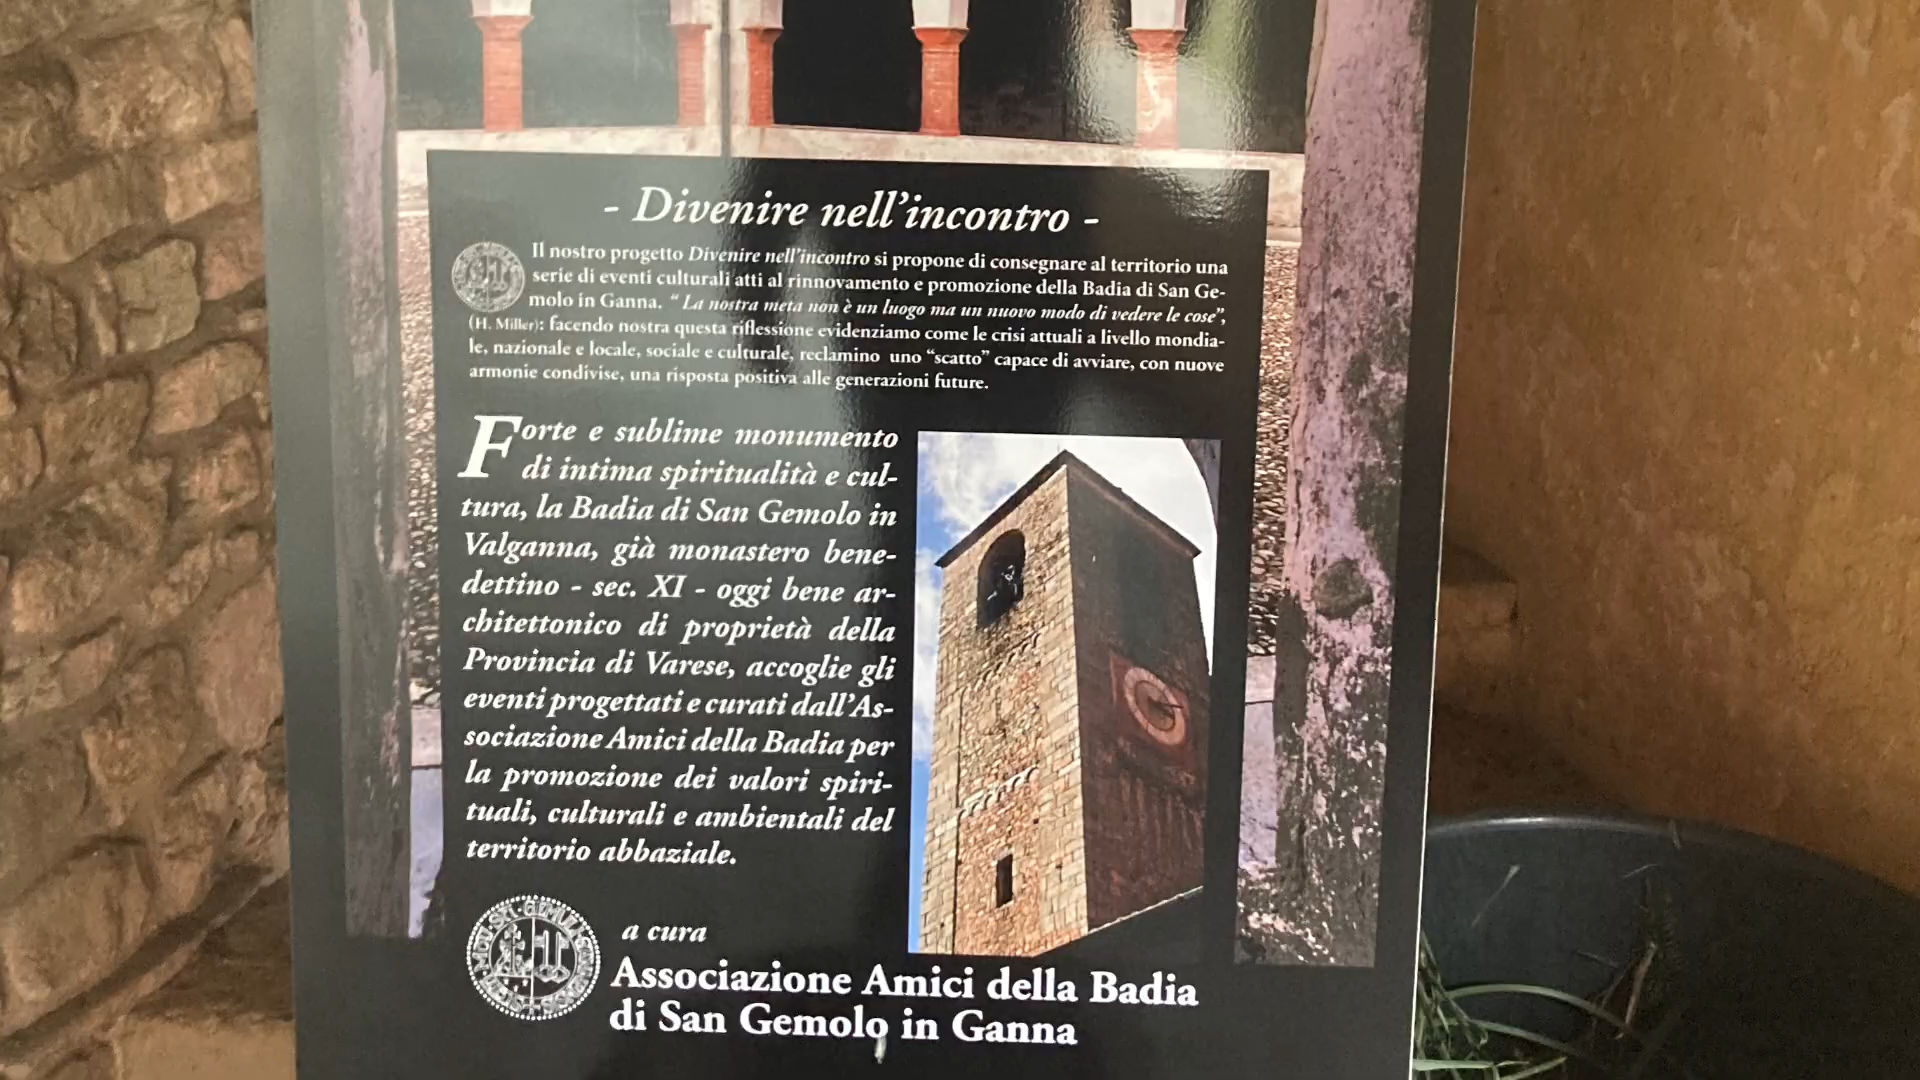 - Divenire nell'incontro -
Il nostro progetto Divenire nell'incontro si propone di consegnare al territorio una
serie di eventi culturali atti al rinnovamento e promozione della Badia di San Ge-
molo in Ganna. “ La nostra meta non è un luogo ma un nuovo modo di vedere le cose”,
(H. Miller): facendo nostra questa riflessione evidenziamo come le crisi attuali a livello mondia-
le, nazionale e locale, sociale e culturale, reclamino uno “scatto” capace di avviare, con nuove
armonie condivise, una risposta positiva alle generazioni future.
Forte e sublime monumento
di intima spiritualità e cul-
tura, la Badia di San Gemolo in
Valganna, già monastero bene-
dettino - sec. XI - oggi bene ar-
chitettonico di proprietà della
Provincia di Varese, accoglie gli
eventi progettati e curati dall'As-
sociazione Amici della Badia per
la promozione dei valori spiri-
tuali, culturali e ambientali del
territorio abbaziale.
a cura
Associazione Amici della Badia
di San Gemolo in Ganna